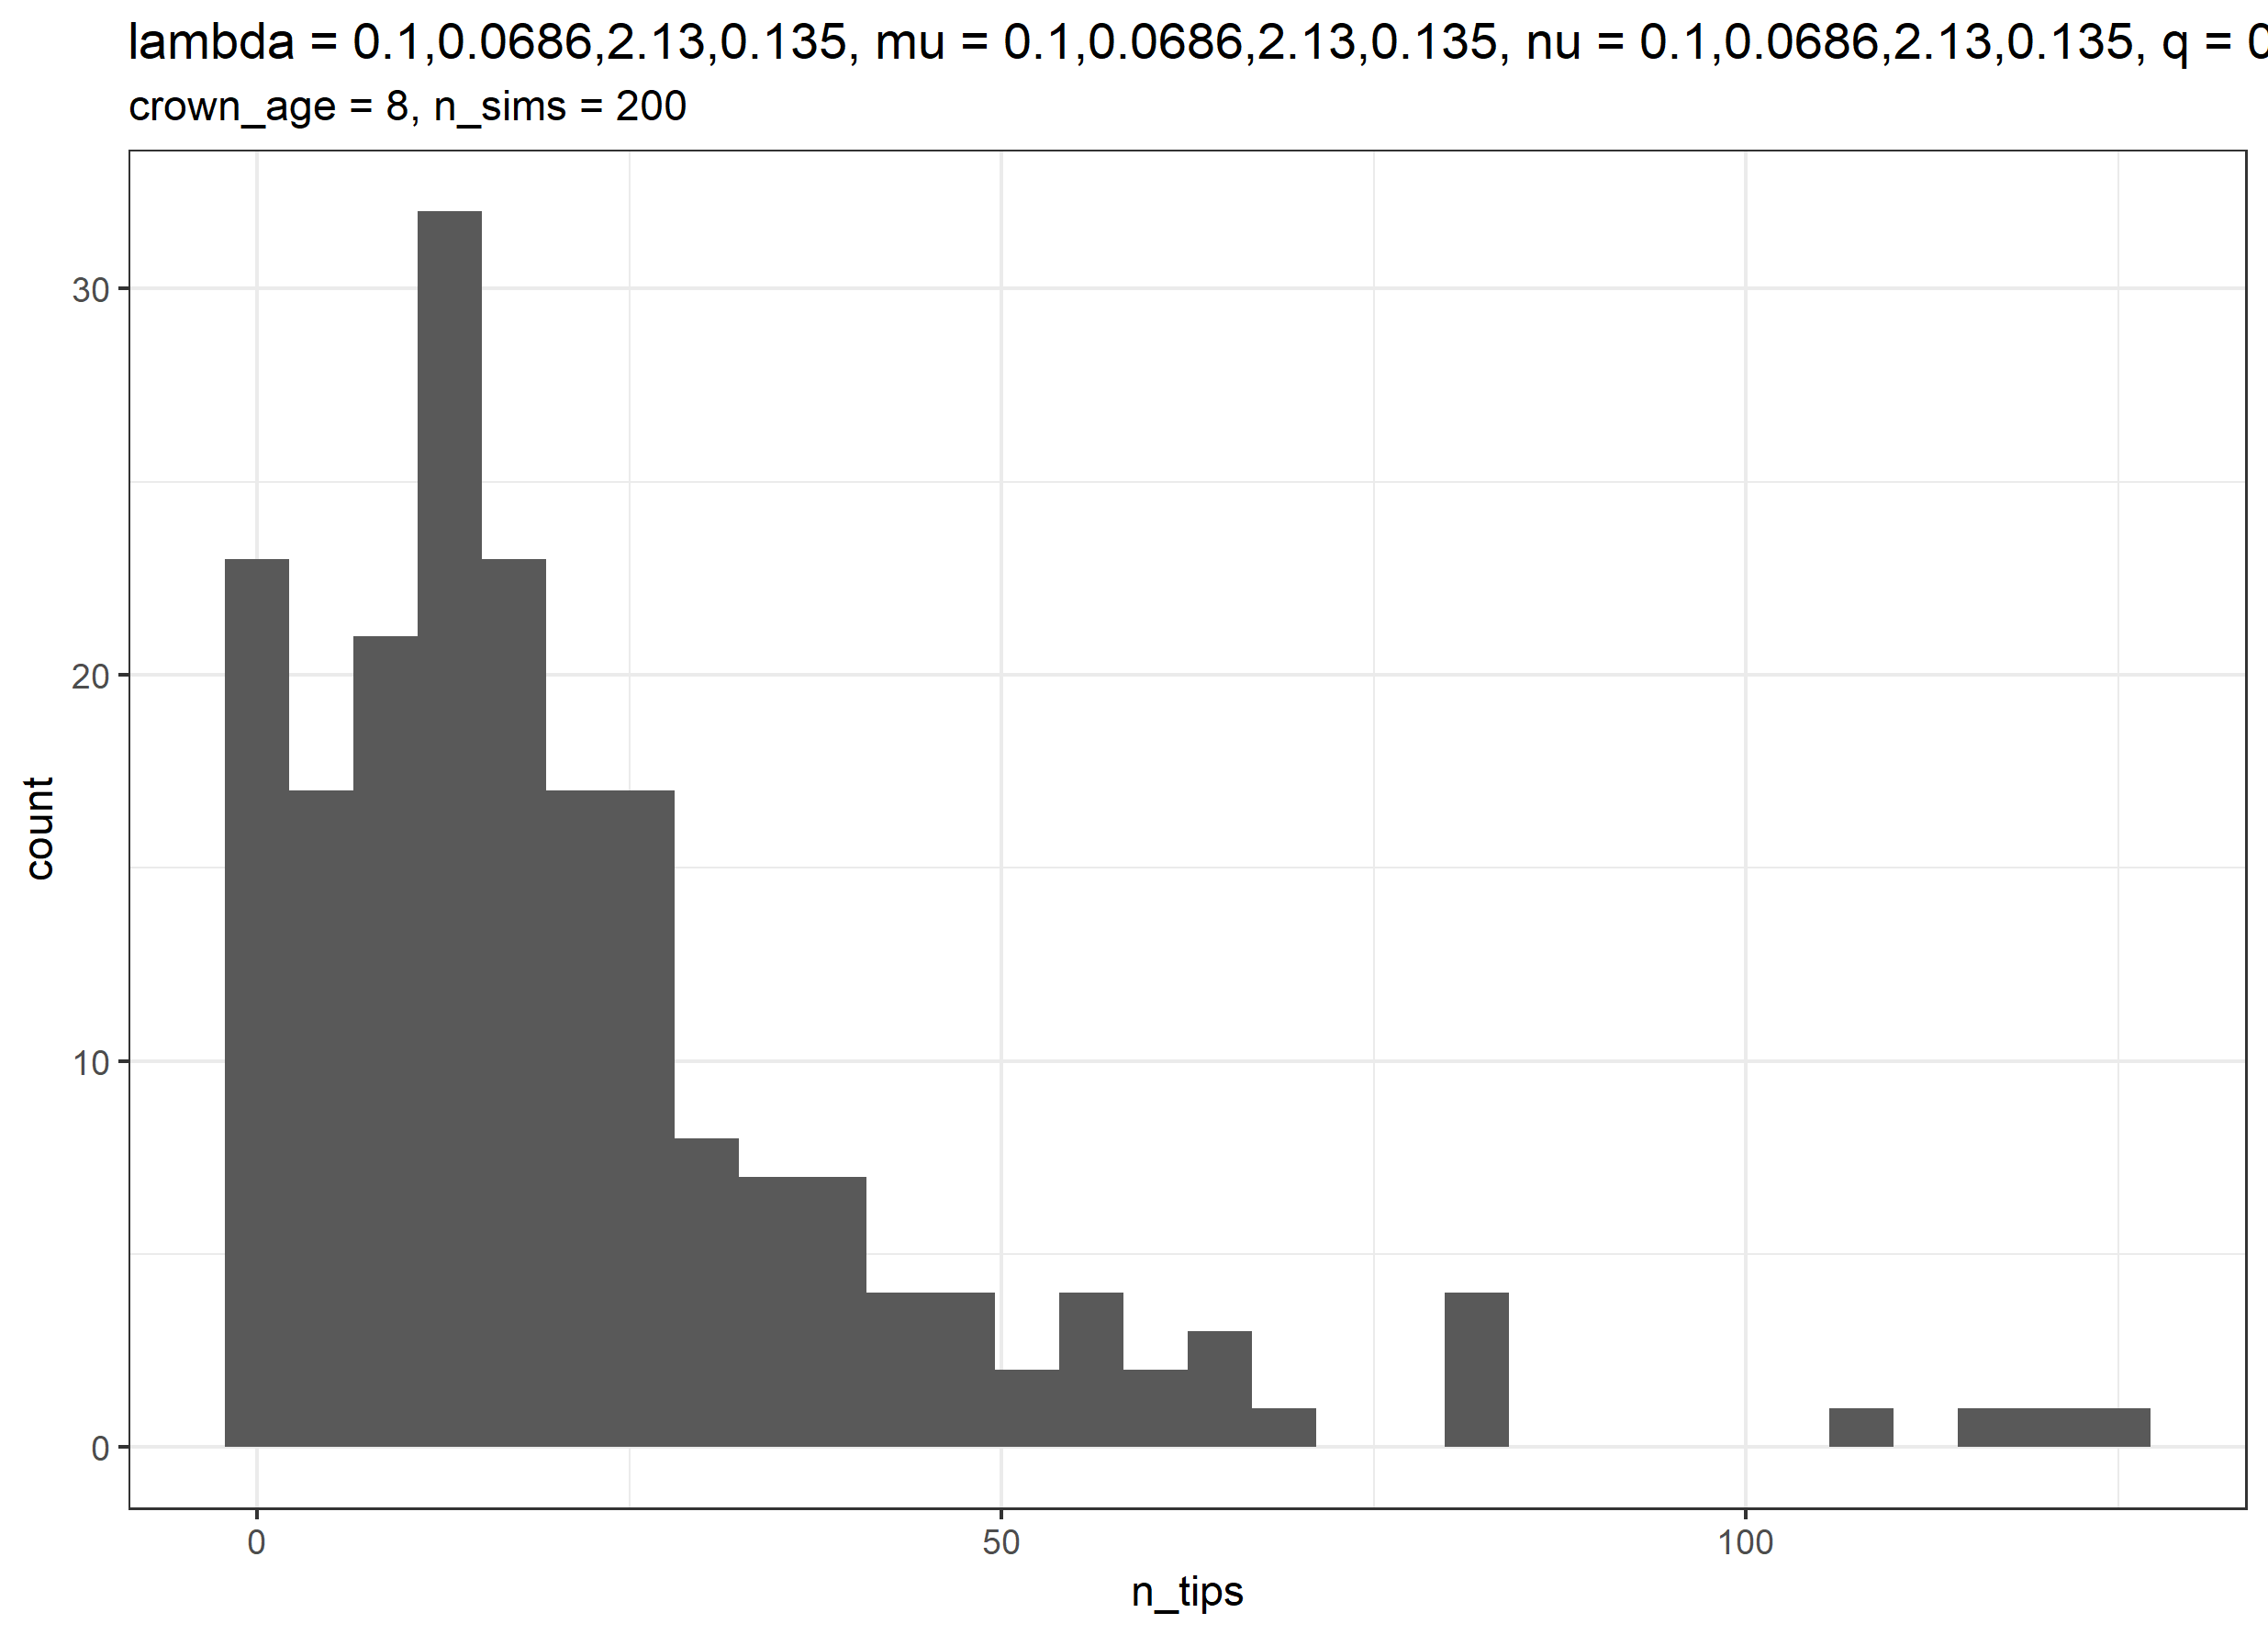 lambda = 0.1,0.0686,2.13,0.135, mu = 0.1,0.0686,2.13,0.135, nu = 0.1,0.0686,2.13,0.135, q = 0
crown_age = 8, n_sims = 200
30
20
10
0
count
0 50 100
n_tips